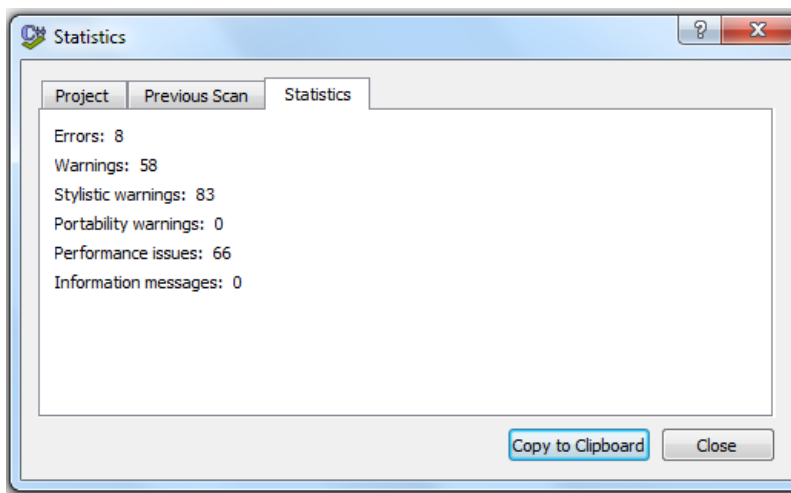 Statistics
Project Previous Scan Statistics
Errors: 8
Warnings: 58
Stylistic warnings: 83
Portability warnings: 0
Performance issues: 66
Information messages: 0
Copy to Clipboard Close